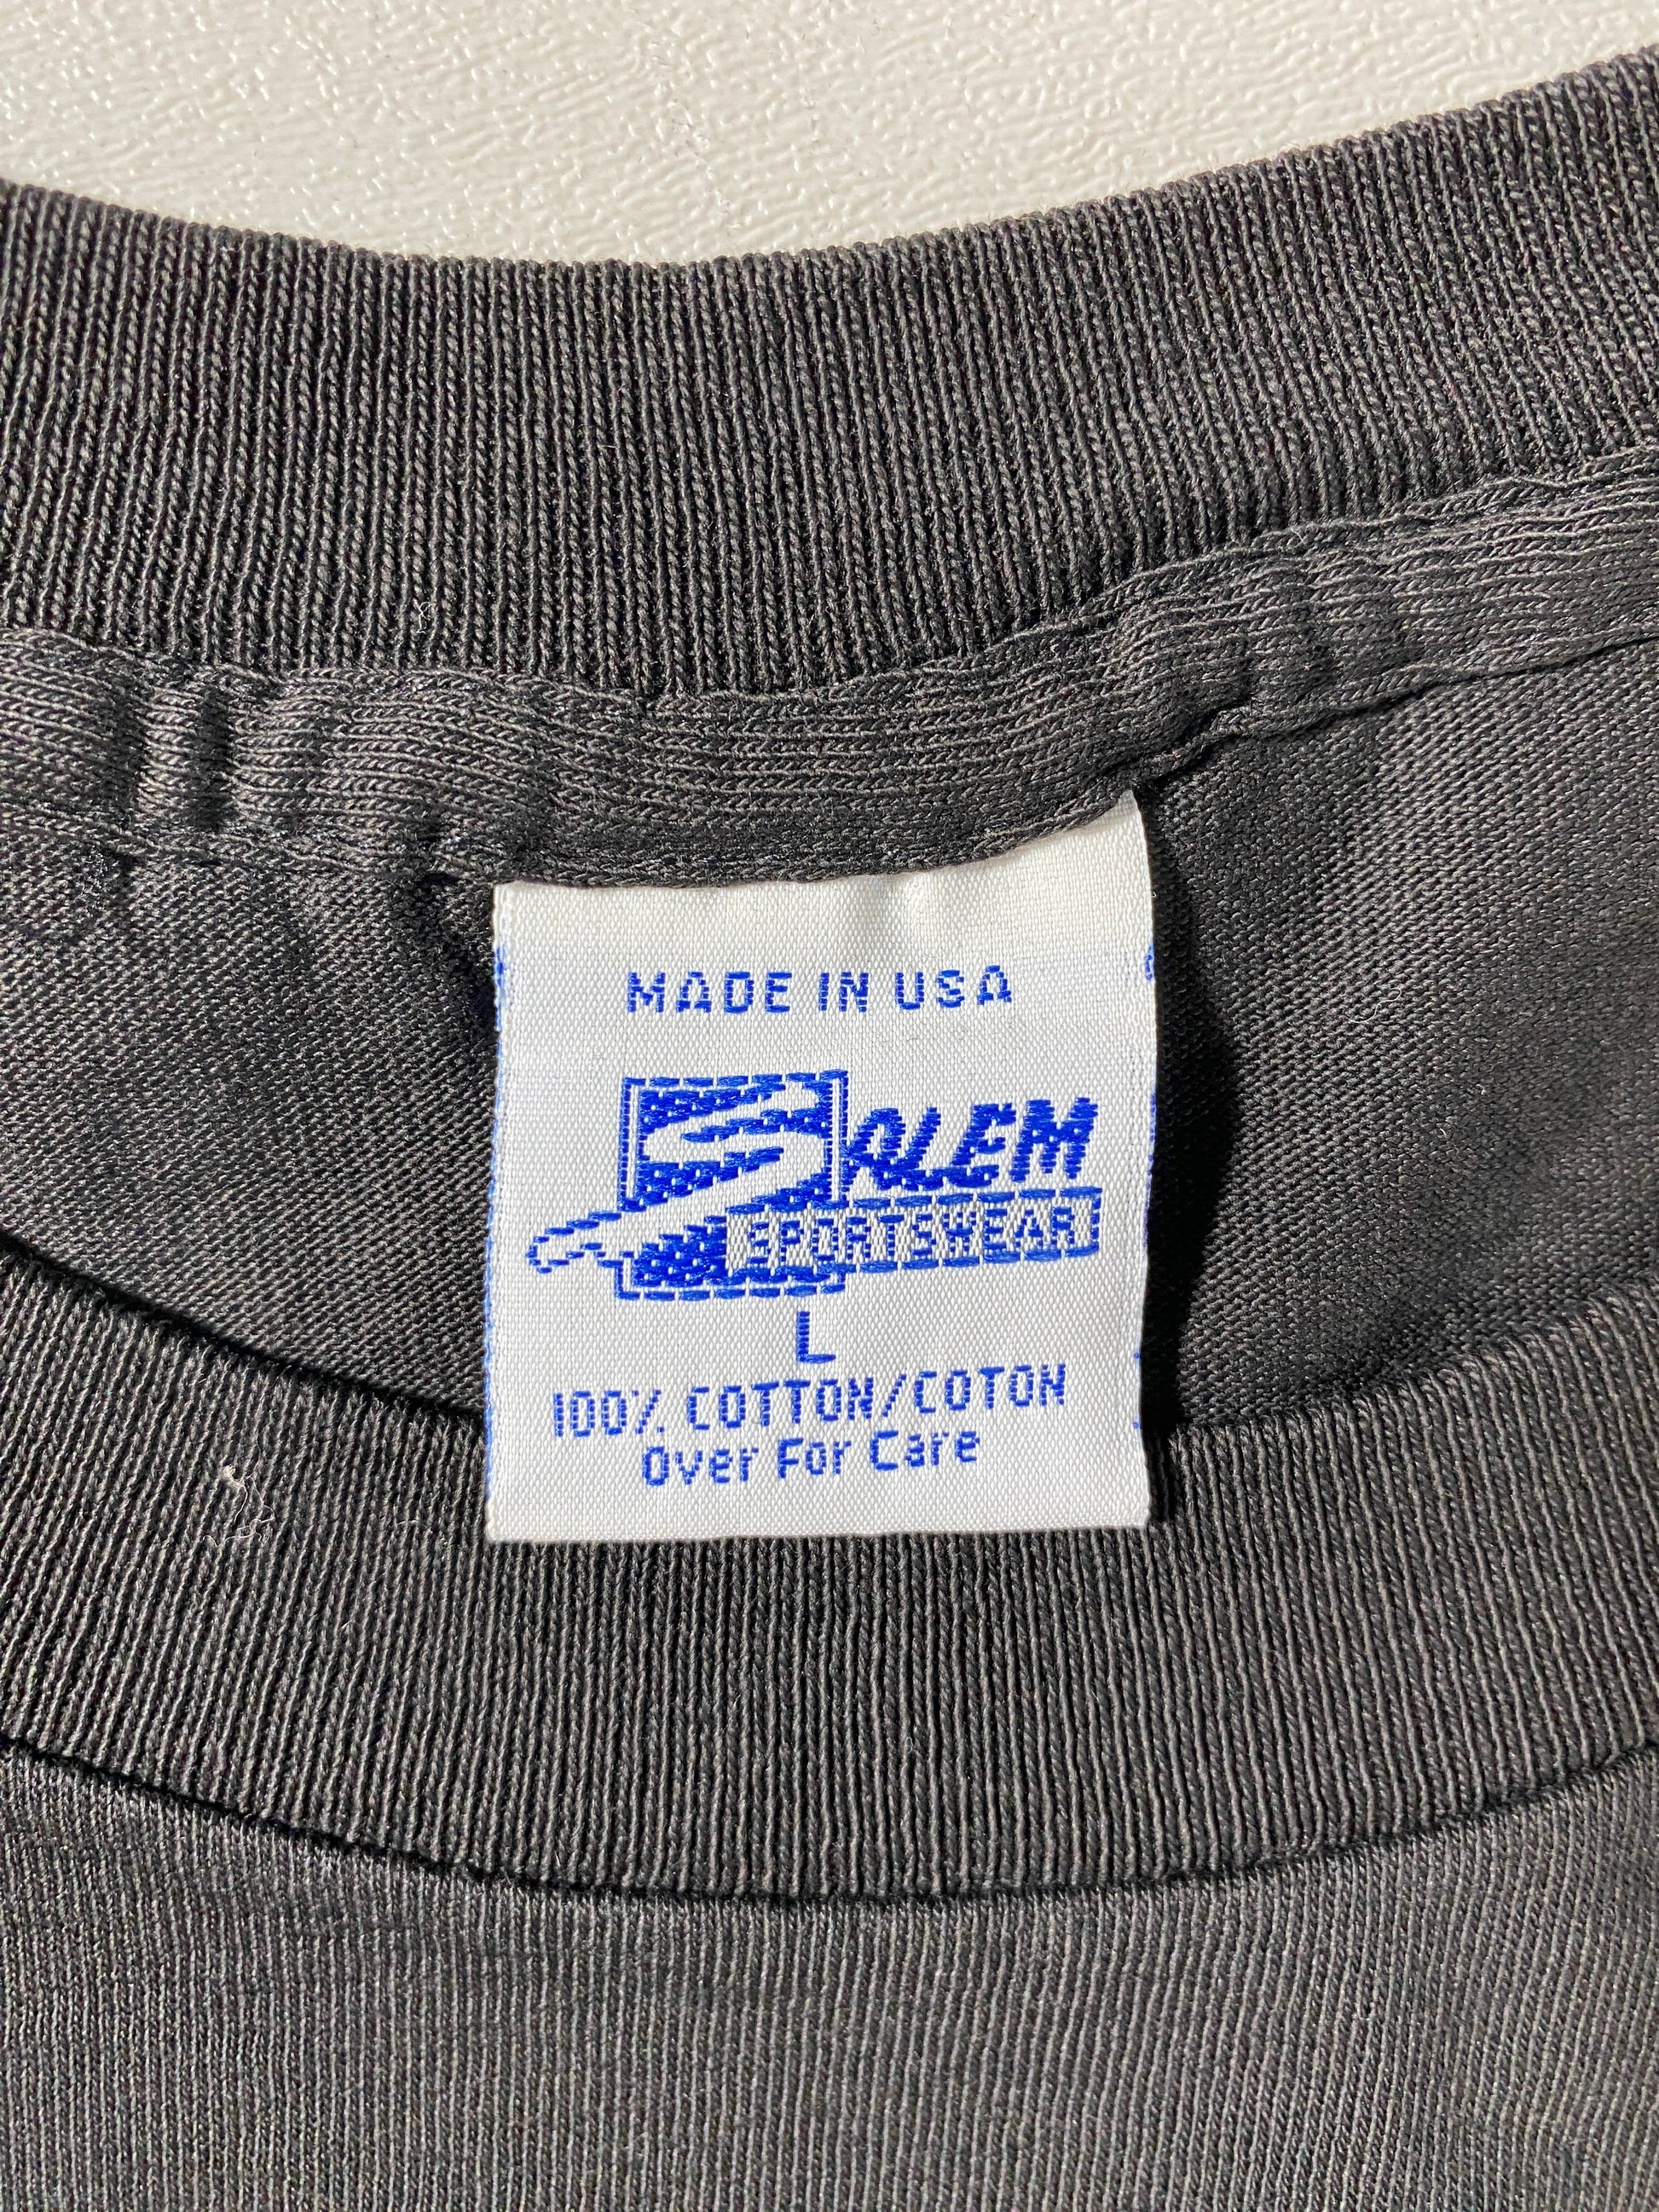 MADE IN USA
SALEM
SPORTSWEAR
L
100% COTTON/COTON
Over For Care